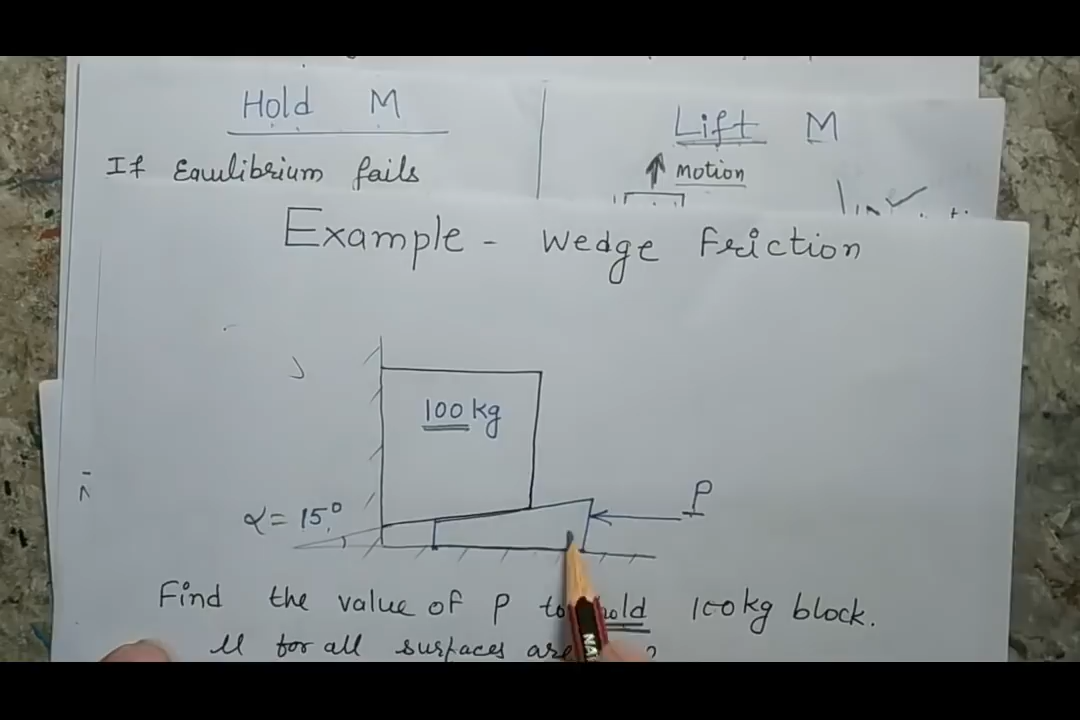 Hold M
Lift M
If Equilibrium fails
Motion
Example - Wedge Friction
100 kg
P
α = 15°
Find the value of P to hold 100 kg block.
μ for all surfaces are